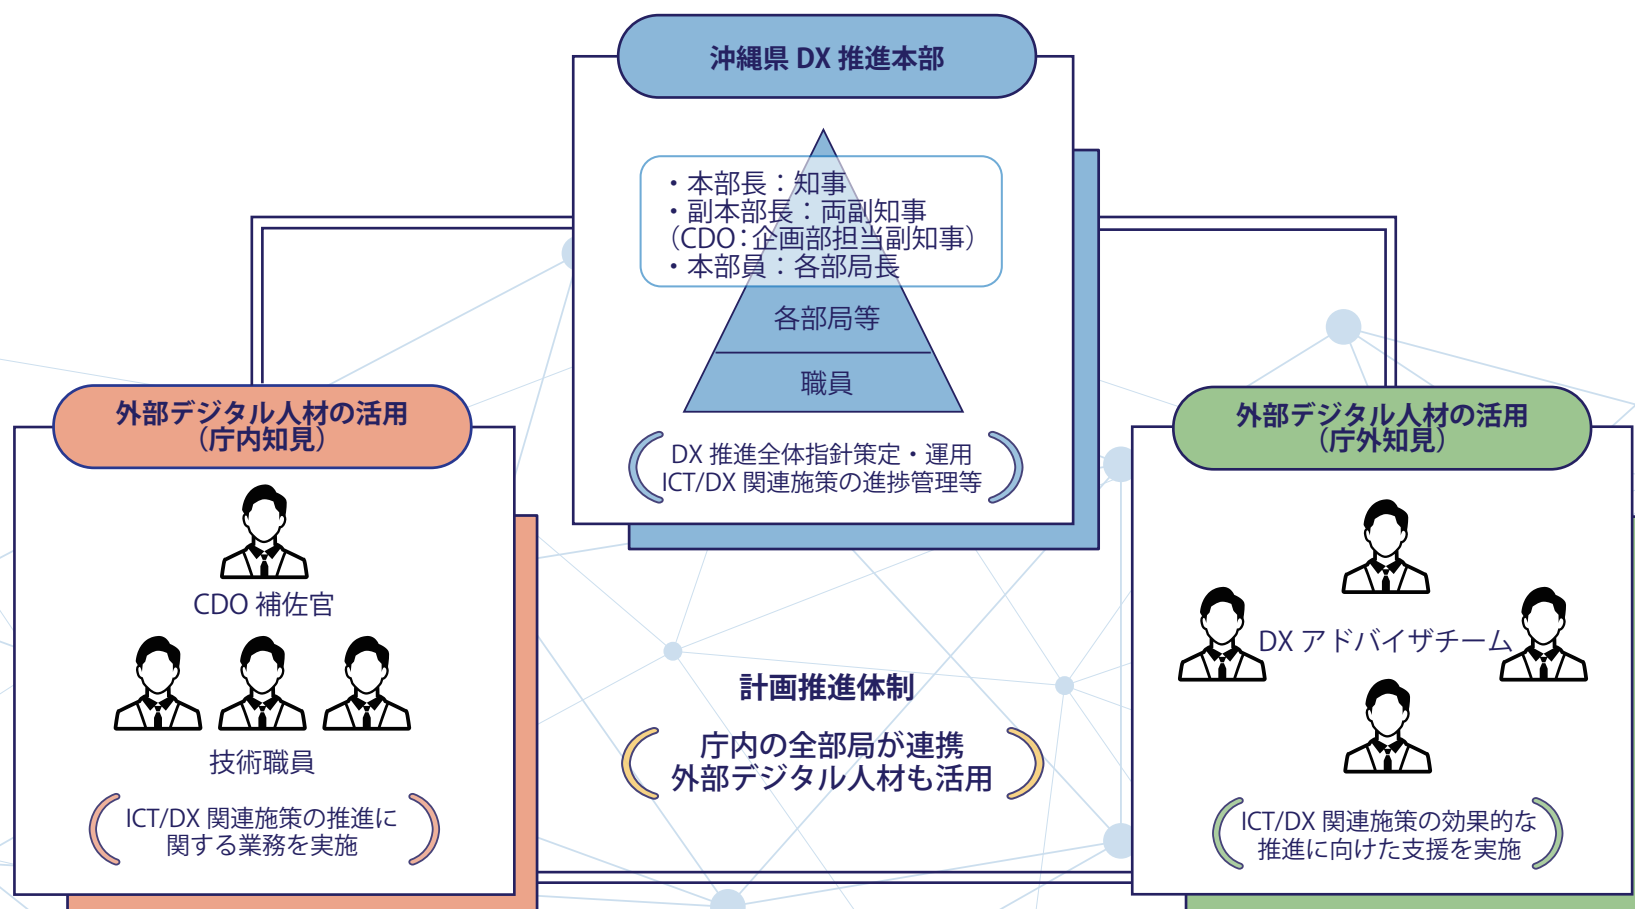 沖縄県 DX 推進本部
・本部長：知事
・副本部長：両副知事
（CDO：企画部担当副知事）
・本部員：各部局長
各部局等
職員
DX 推進全体指針策定・運用
ICT/DX 関連施策の進捗管理等
外部デジタル人材の活用
（庁内知見）
CDO 補佐官
技術職員
ICT/DX 関連施策の推進に
関する業務を実施
計画推進体制
庁内の全部局が連携
外部デジタル人材も活用
外部デジタル人材の活用
（庁外知見）
DX アドバイザチーム
ICT/DX 関連施策の効果的な
推進に向けた支援を実施